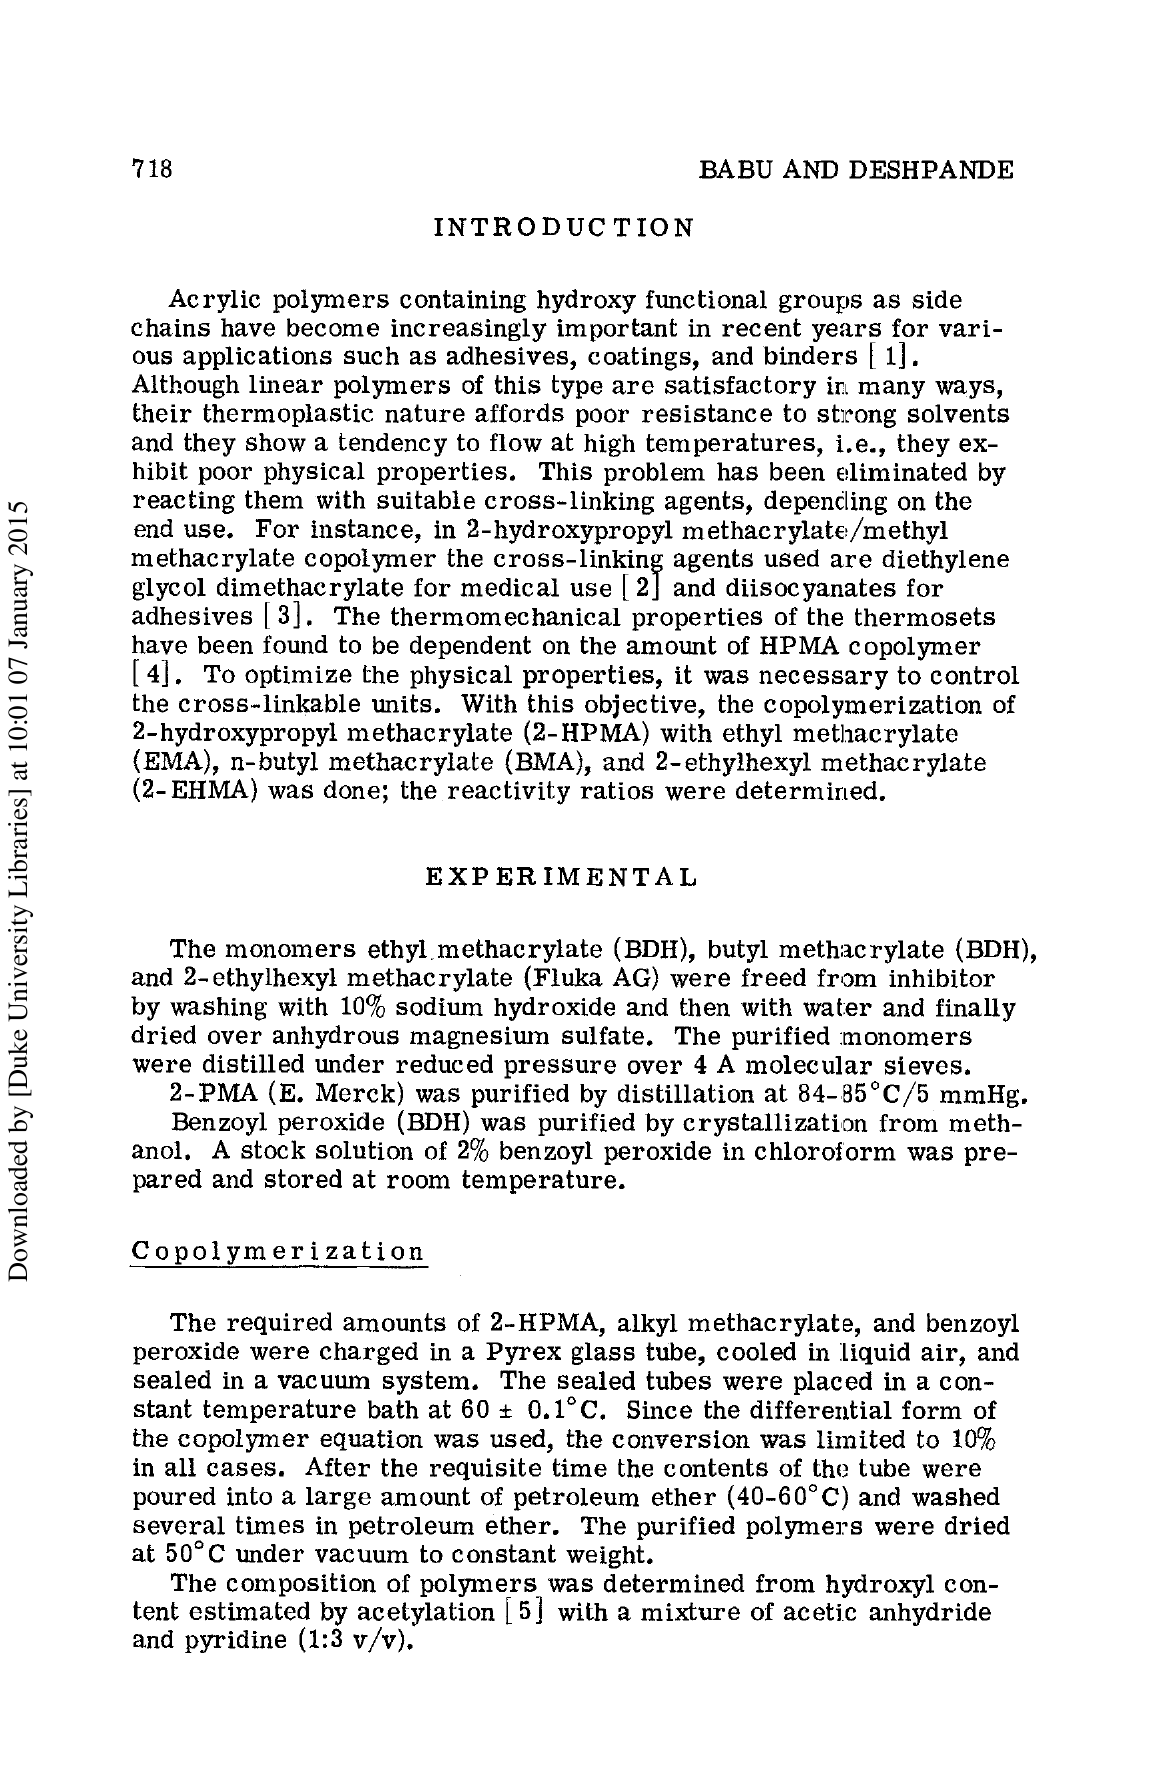 718 BABU AND DESHPANDE
INTRODUCTION
Acrylic polymers containing hydroxy functional groups as side
chains have become increasingly important in recent years for vari-
ous applications such as adhesives, coatings, and binders [1].
Although linear polymers of this type are satisfactory in many ways,
their thermoplastic nature affords poor resistance to strong solvents
and they show a tendency to flow at high temperatures, i.e., they ex-
hibit poor physical properties. This problem has been eliminated by
reacting them with suitable cross-linking agents, depending on the
end use. For instance, in 2-hydroxypropyl methacrylate/methyl
methacrylate copolymer the cross-linking agents used are diethylene
glycol dimethacrylate for medical use [2] and diisocyanates for
adhesives [3]. The thermomechanical properties of the thermosets
have been found to be dependent on the amount of HPMA copolymer
[4]. To optimize the physical properties, it was necessary to control
the cross-linkable units. With this objective, the copolymerization of
2-hydroxypropyl methacrylate (2-HPMA) with ethyl methacrylate
(EMA), n-butyl methacrylate (BMA), and 2-ethylhexyl methacrylate
(2-EHMA) was done; the reactivity ratios were determined.
EXPERIMENTAL
The monomers ethyl methacrylate (BDH), butyl methacrylate (BDH),
and 2-ethylhexyl methacrylate (Fluka AG) were freed from inhibitor
by washing with 10% sodium hydroxide and then with water and finally
dried over anhydrous magnesium sulfate. The purified monomers
were distilled under reduced pressure over 4 A molecular sieves.
2-PMA (E. Merck) was purified by distillation at 84-85°C/5 mmHg.
Benzoyl peroxide (BDH) was purified by crystallization from meth-
anol. A stock solution of 2% benzoyl peroxide in chloroform was pre-
pared and stored at room temperature.
Copolymerization
The required amounts of 2-HPMA, alkyl methacrylate, and benzoyl
peroxide were charged in a Pyrex glass tube, cooled in liquid air, and
sealed in a vacuum system. The sealed tubes were placed in a con-
stant temperature bath at 60 ± 0.1°C. Since the differential form of
the copolymer equation was used, the conversion was limited to 10%
in all cases. After the requisite time the contents of the tube were
poured into a large amount of petroleum ether (40-60°C) and washed
several times in petroleum ether. The purified polymers were dried
at 50°C under vacuum to constant weight.
The composition of polymers was determined from hydroxyl con-
tent estimated by acetylation [5] with a mixture of acetic anhydride
and pyridine (1:3 v/v).
Downloaded by [Duke University Libraries] at 10:01 07 January 2015